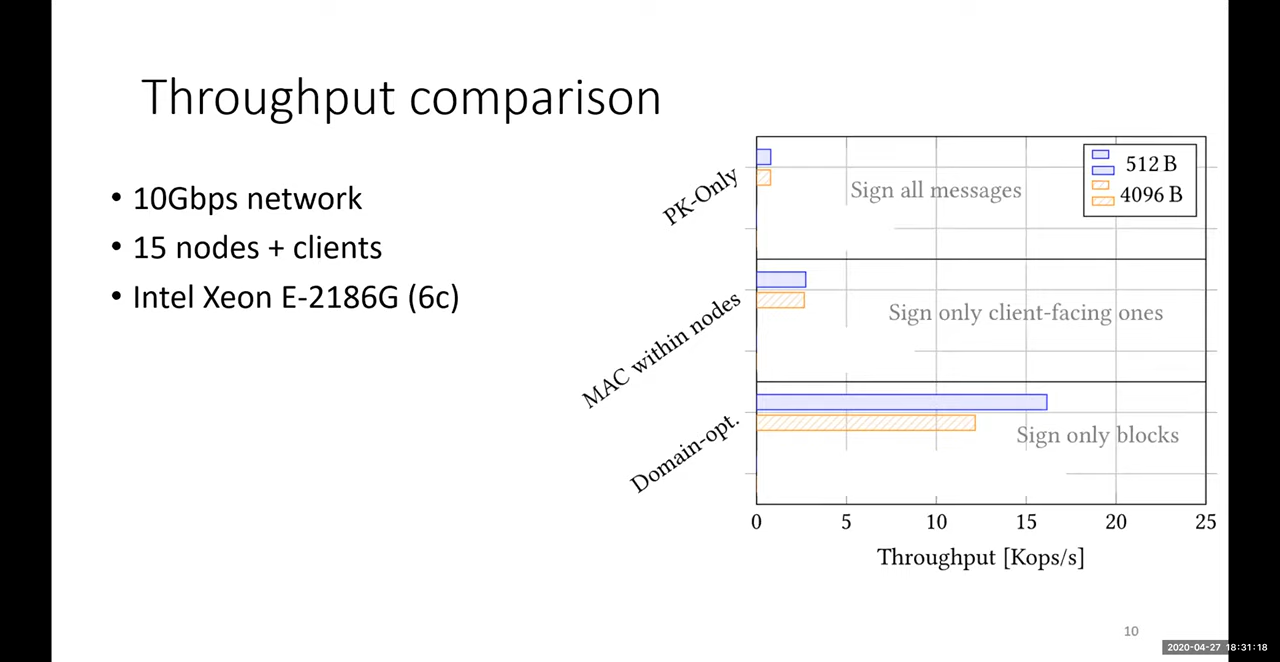 Throughput comparison
• 10Gbps network
• 15 nodes + clients
• Intel Xeon E-2186G (6c)
PK-Only
Sign all messages
512 B
4096 B
MAC within nodes
Sign only client-facing ones
Domain-opt.
Sign only blocks
0 5 10 15 20 25
Throughput [Kops/s]
10
2020-04-27 18:31:18